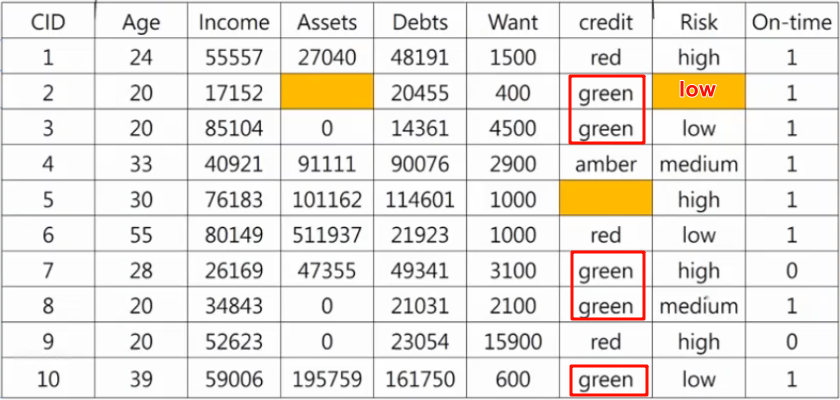 CID Age Income Assets Debts Want credit Risk On-time
1 24 55557 27040 48191 1500 red high 1
2 20 17152 20455 400 green low 1
3 20 85104 0 14361 4500 green low 1
4 33 40921 91111 90076 2900 amber medium 1
5 30 76183 101162 114601 1000 high 1
6 55 80149 511937 21923 1000 red low 1
7 28 26169 47355 49341 3100 green high 0
8 20 34843 0 21031 2100 green medium 1
9 20 52623 0 23054 15900 red high 0
10 39 59006 195759 161750 600 green low 1